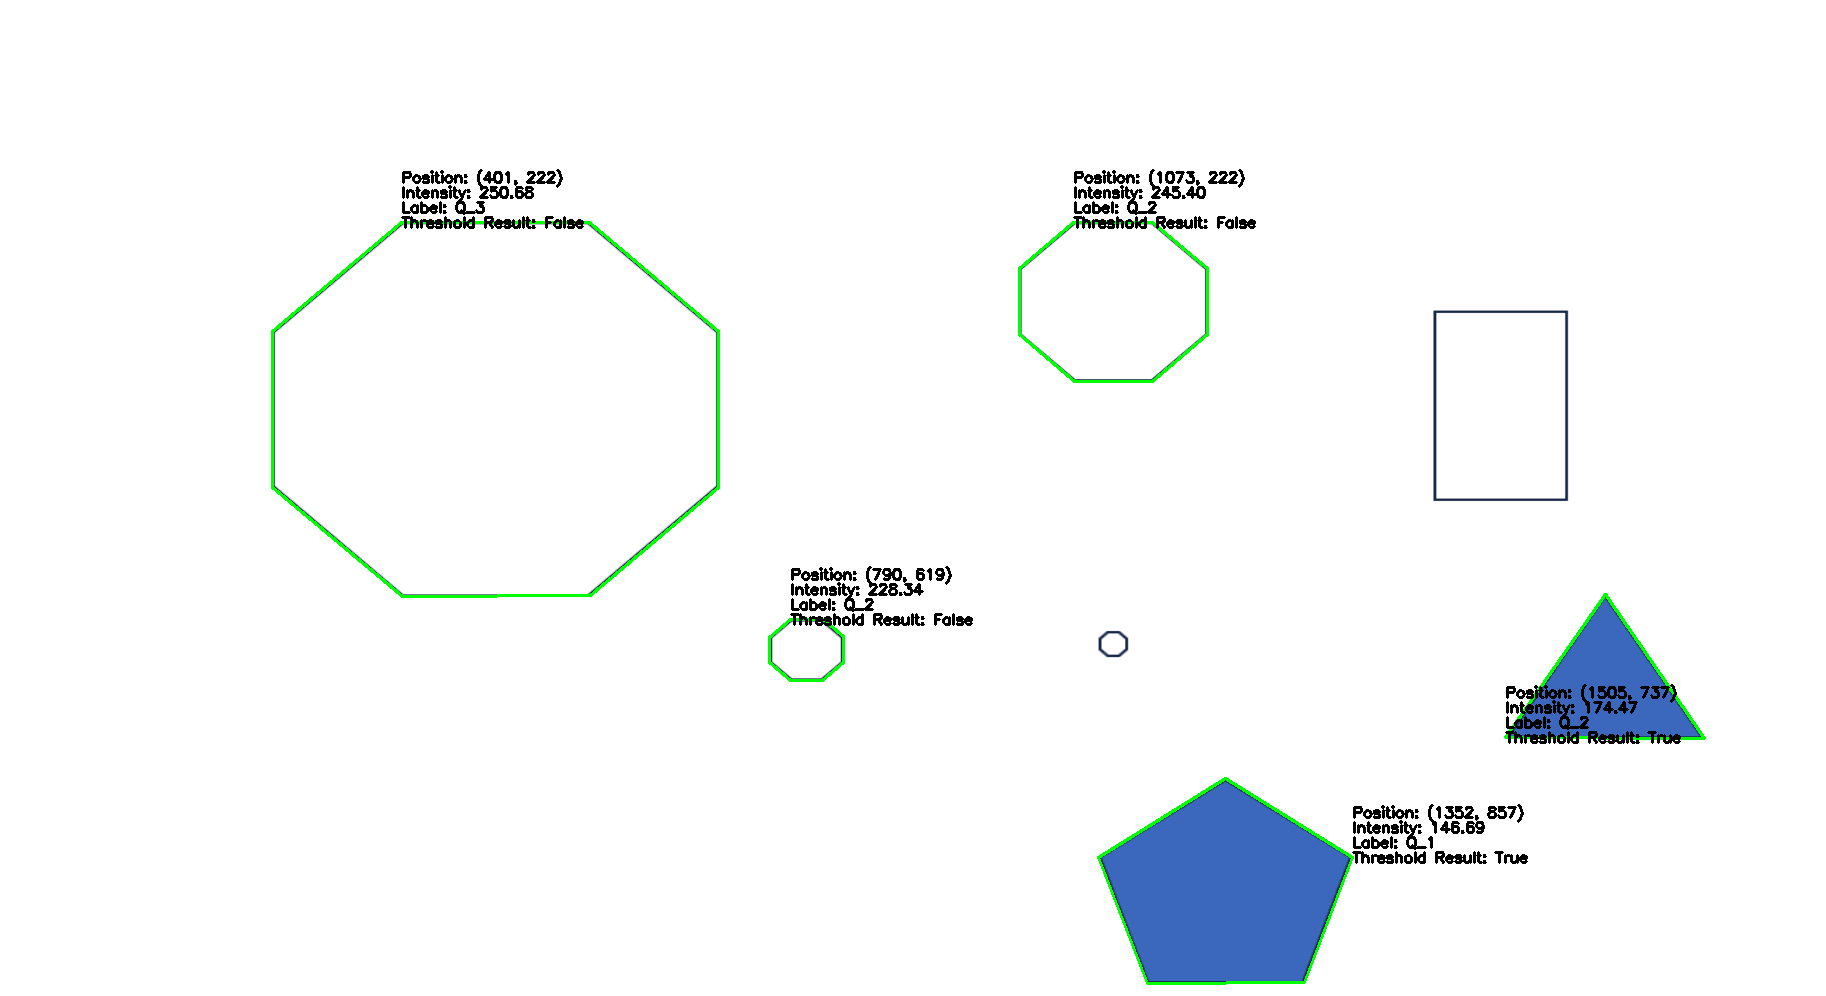 Position: (401, 222)
Intensity: 250.68
Label: Q_3
Threshold Result: False
Position: (1073, 222)
Intensity: 245.40
Label: Q_2
Threshold Result: False
Position: (790, 619)
Intensity: 228.34
Label: Q_2
Threshold Result: False
Position: (1505, 737)
Intensity: 174.47
Label: Q_2
Threshold Result: True
Position: (1352, 857)
Intensity: 146.69
Label: Q_1
Threshold Result: True